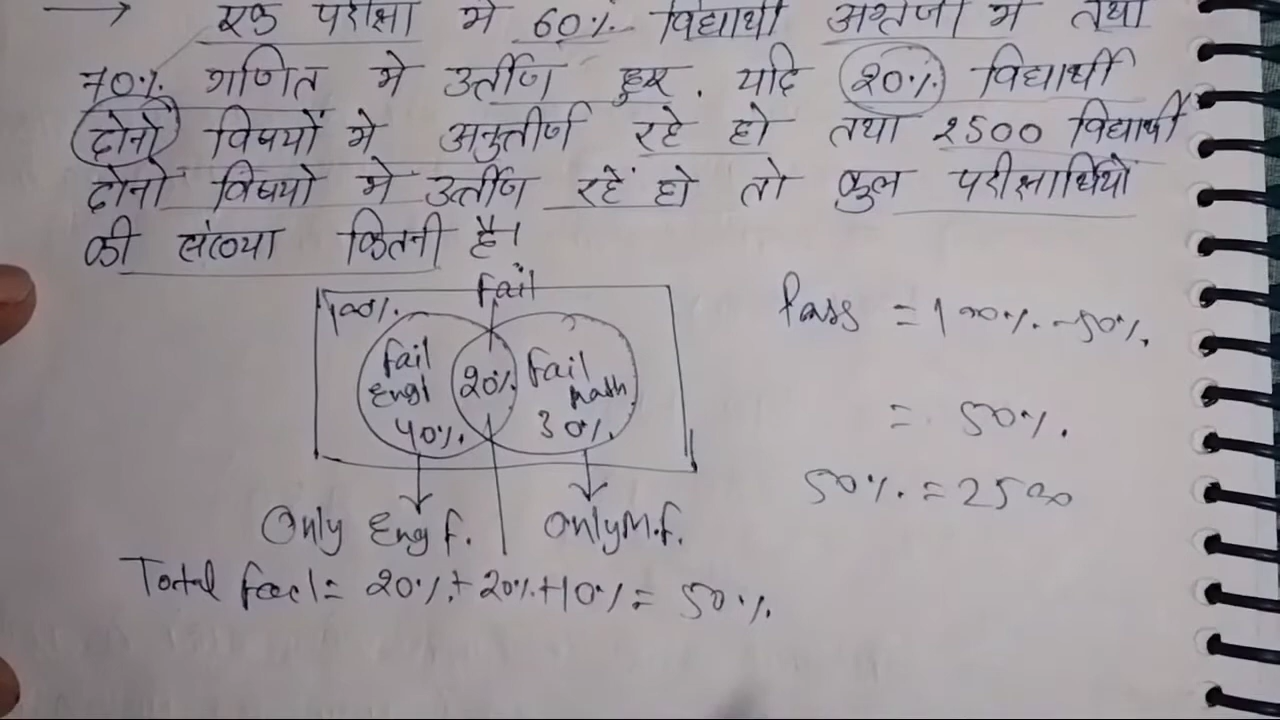 एक परीक्षा में 60% विद्यार्थी अंग्रेजी में तथा
70% गणित में उर्तीण हुए. यदि 20% विद्यार्थी
दोनो विषयों मे अनुतीर्ण रहे हो तथा 2500 विद्यार्थी
दोनो विषयो मे उर्तीण रहें हो तो कुल परीक्षार्थियों
की संख्या कितनी है।
fail
100%.
fail Engl 40%.
20%.
fail math. 30%.
Only Eng f.
Only M.f.
Total fail = 20% + 20% + 10% = 50%
Pass = 100% - 50%.
= 50%.
50% = 2500